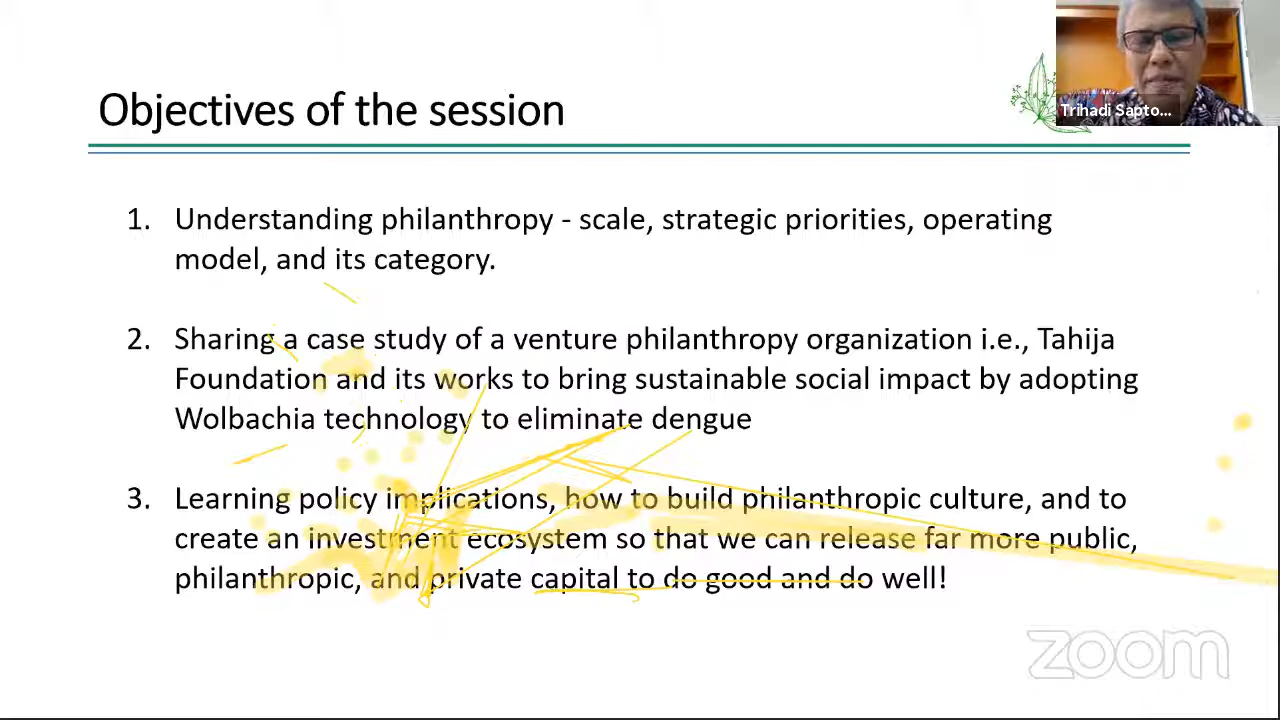 Objectives of the session
Trihadi Sapto...
1. Understanding philanthropy - scale, strategic priorities, operating
model, and its category.
2. Sharing a case study of a venture philanthropy organization i.e., Tahija
Foundation and its works to bring sustainable social impact by adopting
Wolbachia technology to eliminate dengue
3. Learning policy implications, how to build philanthropic culture, and to
create an investment ecosystem so that we can release far more public,
philanthropic, and private capital to do good and do well!
zoom